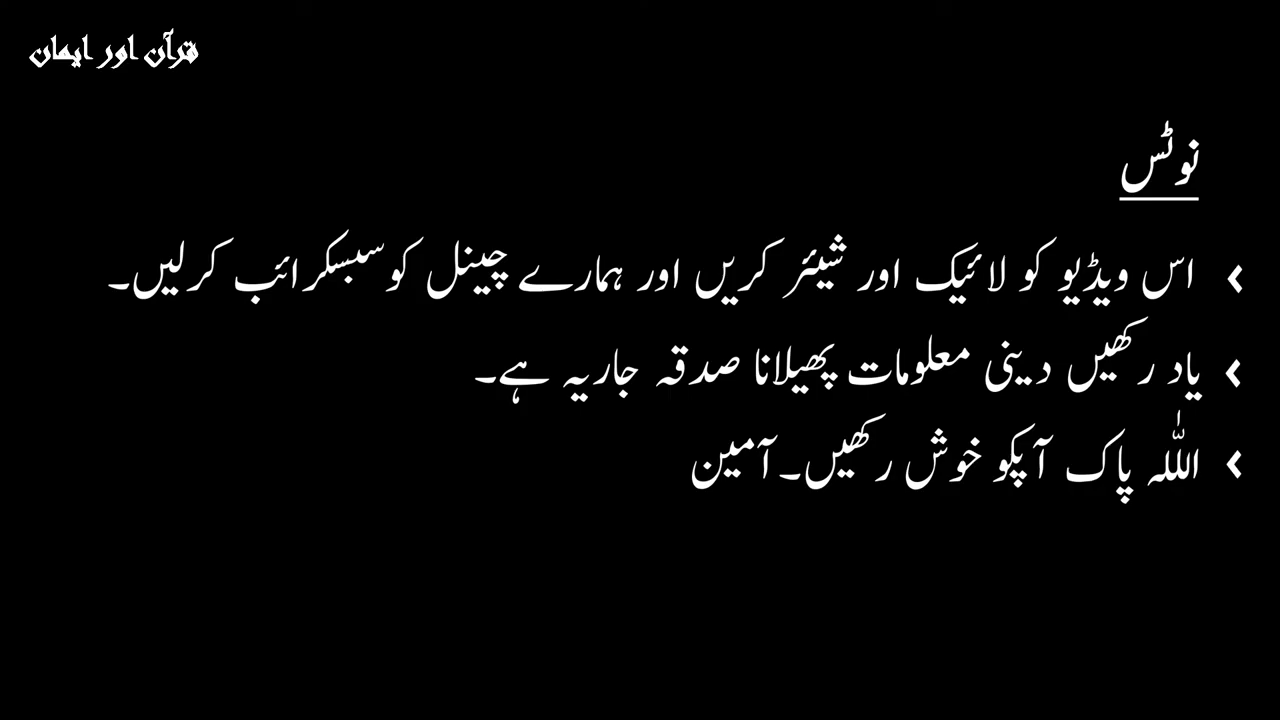 قرآن اور ایمان
نوٹس
اس ویڈیو کو لائیک اور شیئر کریں اور ہمارے چینل کو سبسکرائب کرلیں۔
یاد رکھیں دینی معلومات پھیلانا صدقہ جاریہ ہے۔
اللہ پاک آپکو خوش رکھیں۔آمین